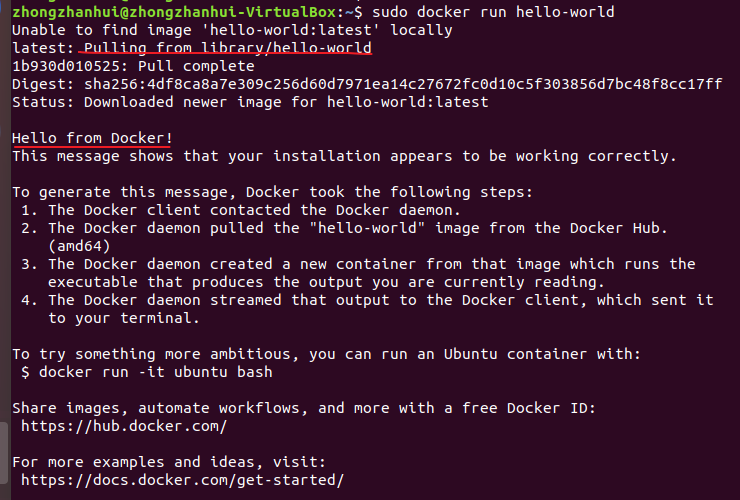 zhongzhanhui@zhongzhanhui-VirtualBox:~$ sudo docker run hello-world
Unable to find image 'hello-world:latest' locally
latest: Pulling from library/hello-world
1b930d010525: Pull complete
Digest: sha256:4df8ca8a7e309c256d60d7971ea14c27672fc0d10c5f303856d7bc48f8cc17ff
Status: Downloaded newer image for hello-world:latest

Hello from Docker!
This message shows that your installation appears to be working correctly.

To generate this message, Docker took the following steps:
 1. The Docker client contacted the Docker daemon.
 2. The Docker daemon pulled the "hello-world" image from the Docker Hub.
    (amd64)
 3. The Docker daemon created a new container from that image which runs the
    executable that produces the output you are currently reading.
 4. The Docker daemon streamed that output to the Docker client, which sent it
    to your terminal.

To try something more ambitious, you can run an Ubuntu container with:
 $ docker run -it ubuntu bash

Share images, automate workflows, and more with a free Docker ID:
 https://hub.docker.com/

For more examples and ideas, visit:
 https://docs.docker.com/get-started/